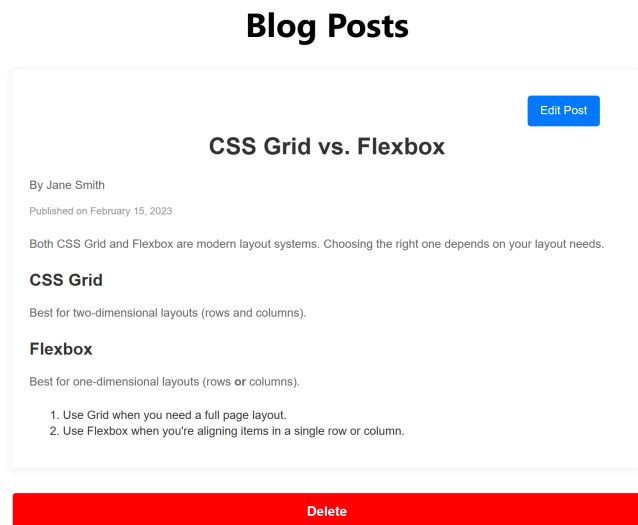 Blog Posts
Edit Post
CSS Grid vs. Flexbox
By Jane Smith
Published on February 15, 2023
Both CSS Grid and Flexbox are modern layout systems. Choosing the right one depends on your layout needs.
CSS Grid
Best for two-dimensional layouts (rows and columns).
Flexbox
Best for one-dimensional layouts (rows or columns).
1. Use Grid when you need a full page layout.
2. Use Flexbox when you're aligning items in a single row or column.
Delete